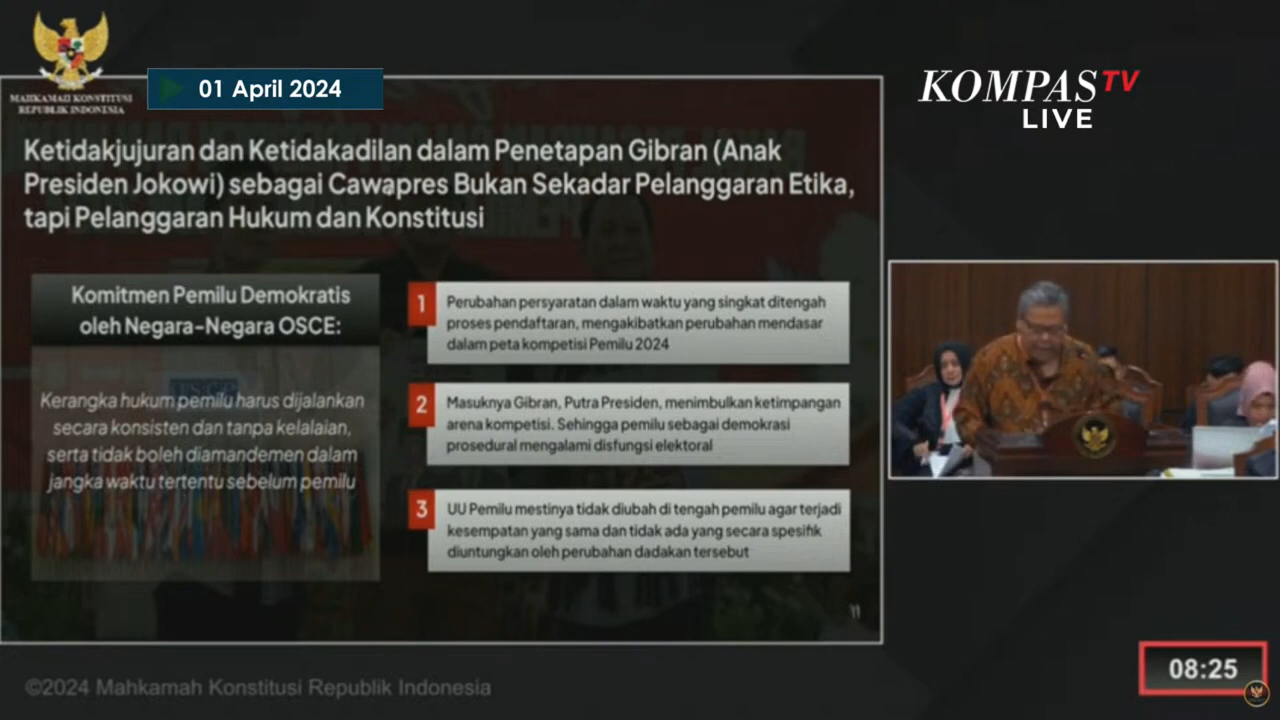 MAHKAMAH KONSTITUSI
REPUBLIK INDONESIA
01 April 2024
KOMPAS TV
LIVE
Ketidakjujuran dan Ketidakadilan dalam Penetapan Gibran (Anak
Presiden Jokowi) sebagai Cawapres Bukan Sekadar Pelanggaran Etika,
tapi Pelanggaran Hukum dan Konstitusi
Komitmen Pemilu Demokratis
oleh Negara-Negara OSCE:
Kerangka hukum pemilu harus dijalankan
secara konsisten dan tanpa kelalaian,
serta tidak boleh diamandemen dalam
jangka waktu tertentu sebelum pemilu
1
Perubahan persyaratan dalam waktu yang singkat ditengah
proses pendaftaran, mengakibatkan perubahan mendasar
dalam peta kompetisi Pemilu 2024
2
Masuknya Gibran, Putra Presiden, menimbulkan ketimpangan
arena kompetisi. Sehingga pemilu sebagai demokrasi
prosedural mengalami disfungsi elektoral
3
UU Pemilu mestinya tidak diubah di tengah pemilu agar terjadi
kesempatan yang sama dan tidak ada yang secara spesifik
diuntungkan oleh perubahan dadakan tersebut
11
©2024 Mahkamah Konstitusi Republik Indonesia
08:25